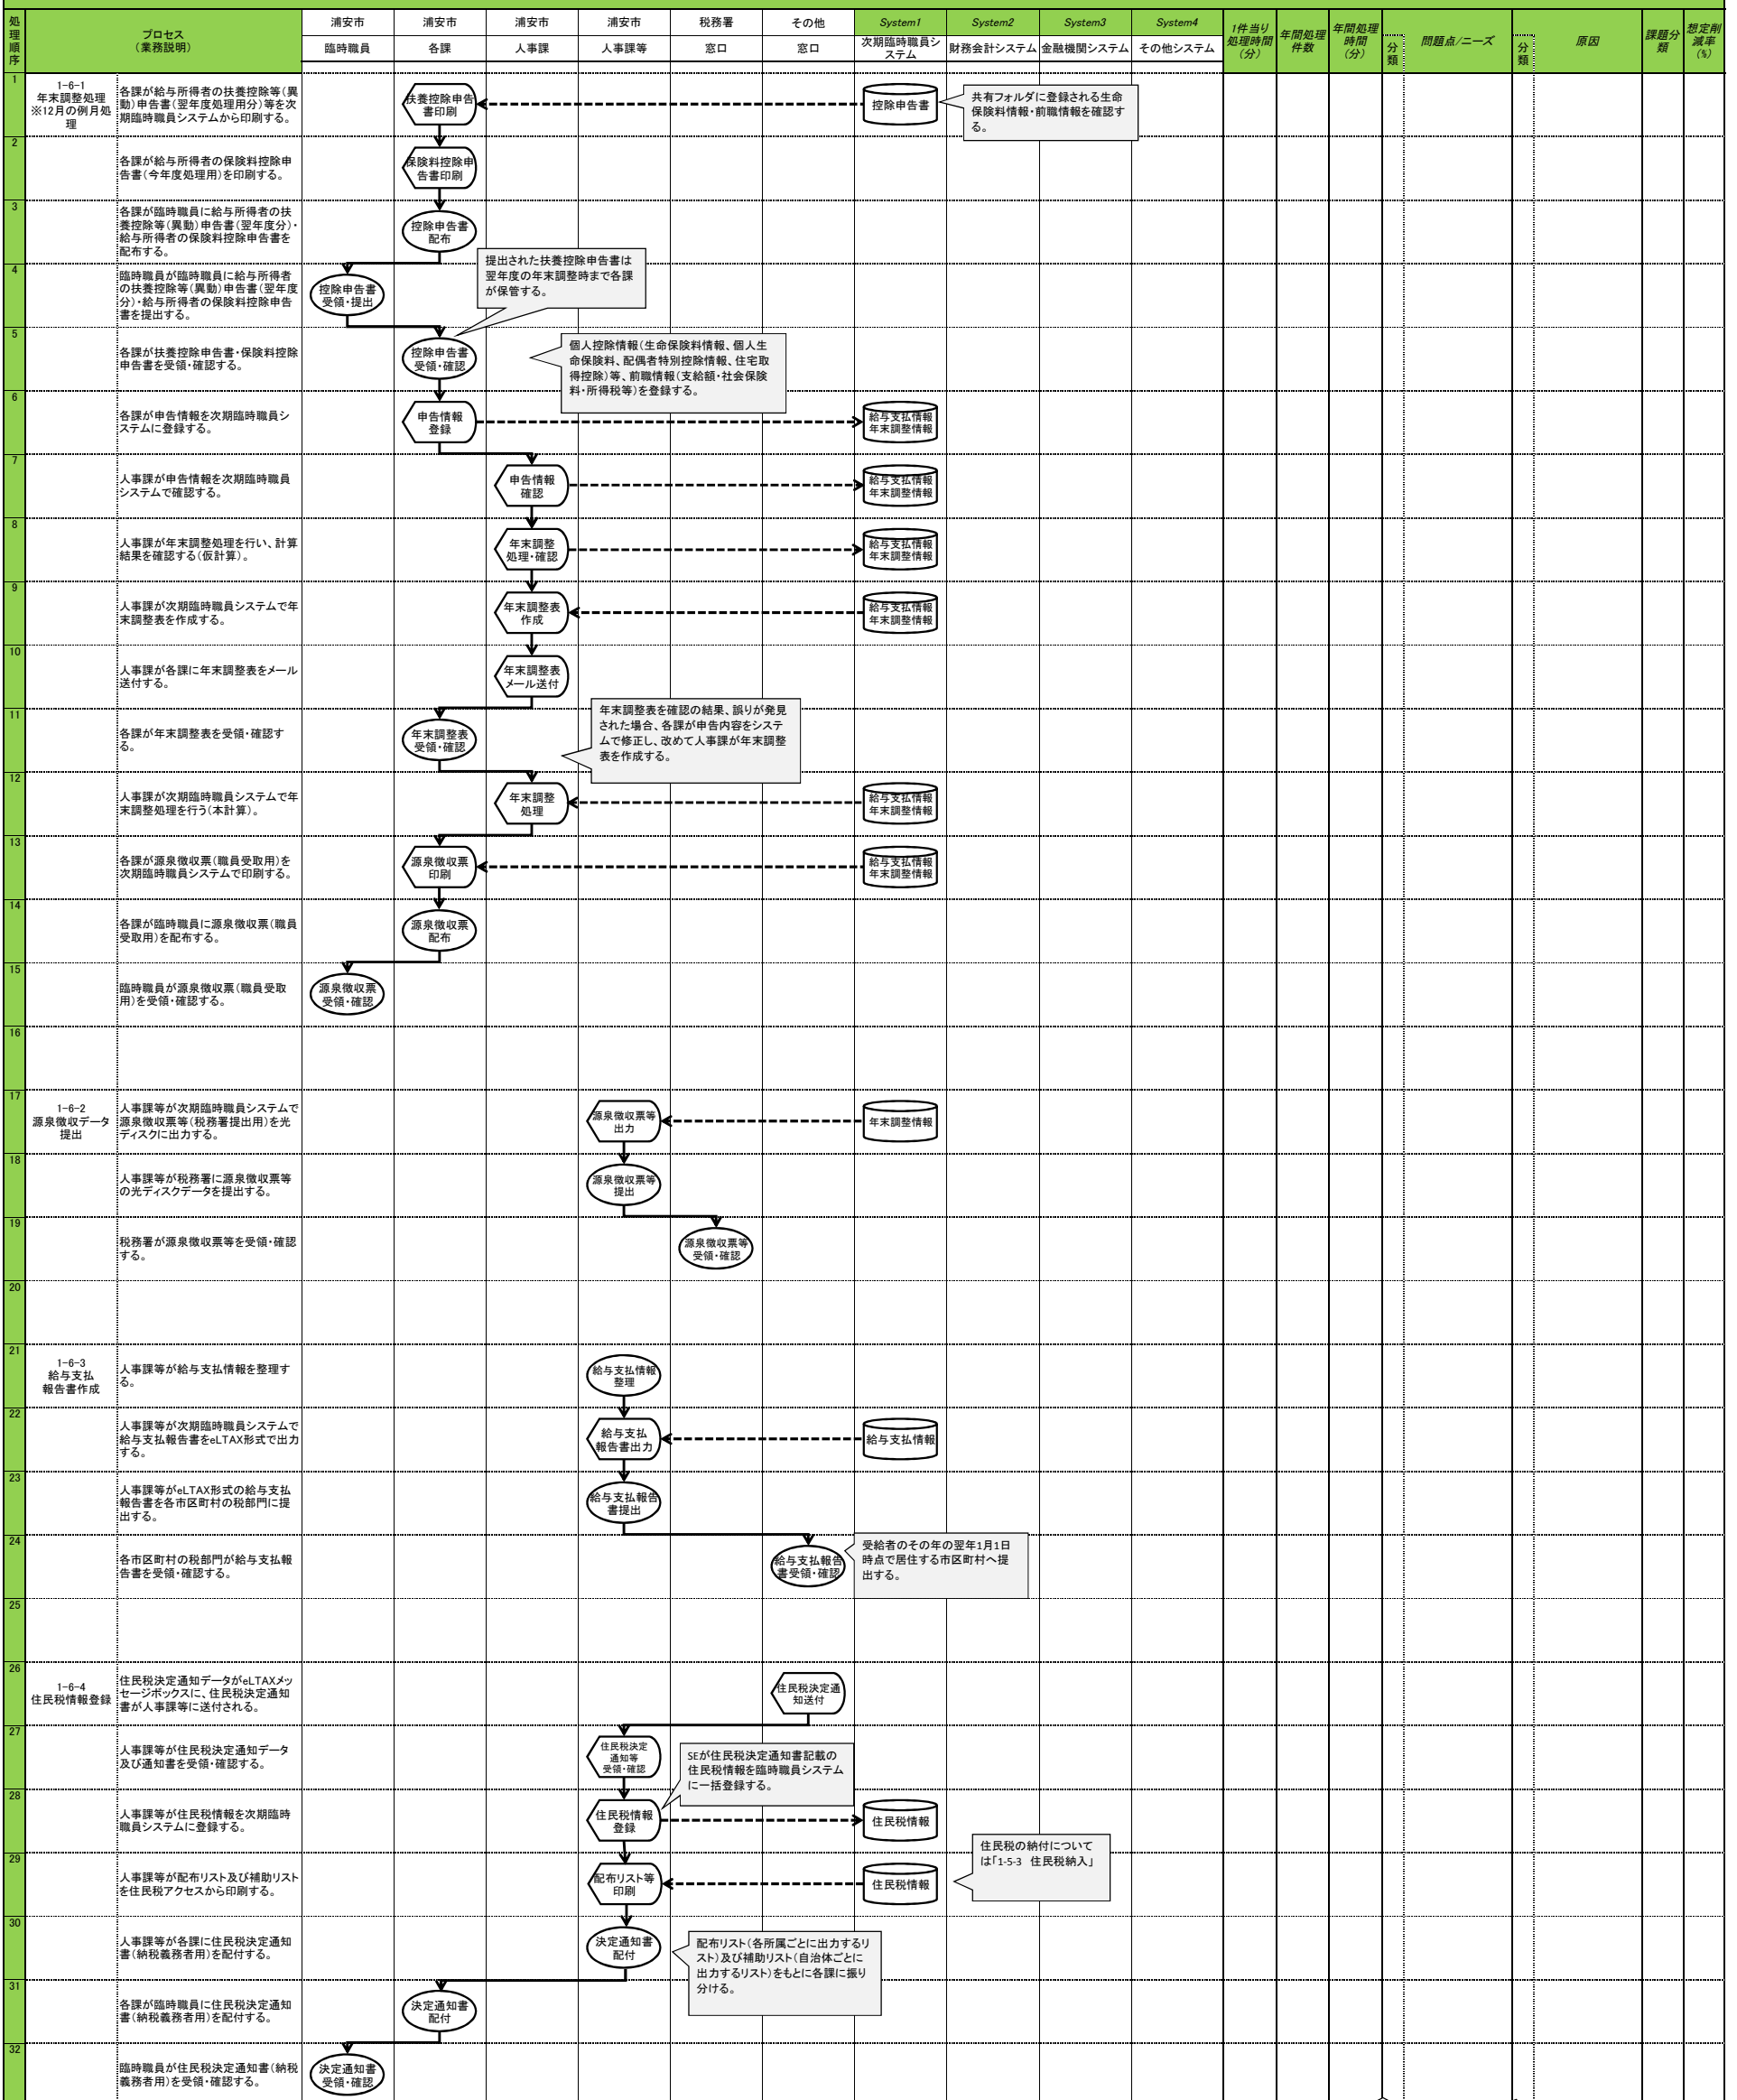 処
理
順
序
プロセス
（業務説明）
浦安市
浦安市
浦安市
浦安市
税務署
その他
System1
System2
System3
System4
臨時職員
各課
人事課
人事課等
窓口
窓口
次期臨時職員シ
ステム
財務会計システム
金融機関システム
その他システム
1件当り
処理時間
（分）
年間処理
件数
年間処理
時間
（分）
分
類
問題点/ニーズ
分
類
原因
課題分
類
想定削
減率
（%）
1
1-6-1
年末調整処理
※12月の例月処
理
各課が給与所得者の扶養控除等（異
動）申告書（翌年度処理用分）等を次
期臨時職員システムから印刷する。
扶養控除申告
書印刷
控除申告書
共有フォルダに登録される生命
保険料情報・前職情報を確認す
る。
2
各課が給与所得者の保険料控除申
告書（今年度処理用）を印刷する。
保険料控除申
告書印刷
3
各課が臨時職員に給与所得者の扶
養控除等（異動）申告書（翌年度分）・
給与所得者の保険料控除申告書を
配布する。
控除申告書
配布
4
臨時職員が臨時職員に給与所得者
の扶養控除等（異動）申告書（翌年度
分）・給与所得者の保険料控除申告
書を提出する。
控除申告書
受領・提出
提出された扶養控除申告書は
翌年度の年末調整時まで各課
が保管する。
5
各課が扶養控除申告書・保険料控除
申告書を受領・確認する。
控除申告書
受領・確認
個人控除情報（生命保険料情報、個人生
命保険料、配偶者特別控除情報、住宅取
得控除）等、前職情報（支給額・社会保険
料・所得税等）を登録する。
6
各課が申告情報を次期臨時職員シ
ステムに登録する。
申告情報
登録
給与支払情報
年末調整情報
7
人事課が申告情報を次期臨時職員
システムで確認する。
申告情報
確認
給与支払情報
年末調整情報
8
人事課が年末調整処理を行い、計算
結果を確認する（仮計算）。
年末調整
処理・確認
給与支払情報
年末調整情報
9
人事課が次期臨時職員システムで年
末調整表を作成する。
年末調整表
作成
給与支払情報
年末調整情報
10
人事課が各課に年末調整表をメール
送付する。
年末調整表
メール送付
11
各課が年末調整表を受領・確認す
る。
年末調整表
受領・確認
年末調整表を確認の結果、誤りが発見
された場合、各課が申告内容をシステ
ムで修正し、改めて人事課が年末調整
表を作成する。
12
人事課が次期臨時職員システムで年
末調整処理を行う（本計算）。
年末調整
処理
給与支払情報
年末調整情報
13
各課が源泉徴収票（職員受取用）を
次期臨時職員システムで印刷する。
源泉徴収票
印刷
給与支払情報
年末調整情報
14
各課が臨時職員に源泉徴収票（職員
受取用）を配布する。
源泉徴収票
配布
15
臨時職員が源泉徴収票（職員受取
用）を受領・確認する。
源泉徴収票
受領・確認
16
17
1-6-2
源泉徴収データ
提出
人事課等が次期臨時職員システムで
源泉徴収票等（税務署提出用）を光
ディスクに出力する。
源泉徴収票等
出力
年末調整情報
18
人事課等が税務署に源泉徴収票等
の光ディスクデータを提出する。
源泉徴収票等
提出
19
税務署が源泉徴収票等を受領・確認
する。
源泉徴収票等
受領・確認
20
21
1-6-3
給与支払
報告書作成
人事課等が給与支払情報を整理す
る。
給与支払情報
整理
22
人事課等が次期臨時職員システムで
給与支払報告書をeLTAX形式で出力
する。
給与支払
報告書出力
給与支払情報
23
人事課等がeLTAX形式の給与支払
報告書を各市区町村の税部門に提
出する。
給与支払報告
書提出
24
各市区町村の税部門が給与支払報
告書を受領・確認する。
給与支払報告
書受領・確認
受給者のその年の翌年1月1日
時点で居住する市区町村へ提
出する。
25
26
1-6-4
住民税情報登録
住民税決定通知データがeLTAXメッ
セージボックスに、住民税決定通知
書が人事課等に送付される。
住民税決定通
知送付
27
人事課等が住民税決定通知データ
及び通知書を受領・確認する。
住民税決定
通知等
受領・確認
SEが住民税決定通知書記載の
住民税情報を臨時職員システム
に一括登録する。
28
人事課等が住民税情報を次期臨時
職員システムに登録する。
住民税情報
登録
住民税情報
29
人事課等が配布リスト及び補助リスト
を住民税アクセスから印刷する。
配布リスト等
印刷
住民税情報
住民税の納付について
は「1-5-3　住民税納入」
30
人事課等が各課に住民税決定通知
書（納税義務者用）を配付する。
決定通知書
配付
配布リスト（各所属ごとに出力するリ
スト）及び補助リスト（自治体ごとに
出力するリスト）をもとに各課に振り
分ける。
31
各課が臨時職員に住民税決定通知
書（納税義務者用）を配付する。
決定通知書
配付
32
臨時職員が住民税決定通知書（納税
義務者用）を受領・確認する。
決定通知書
受領・確認